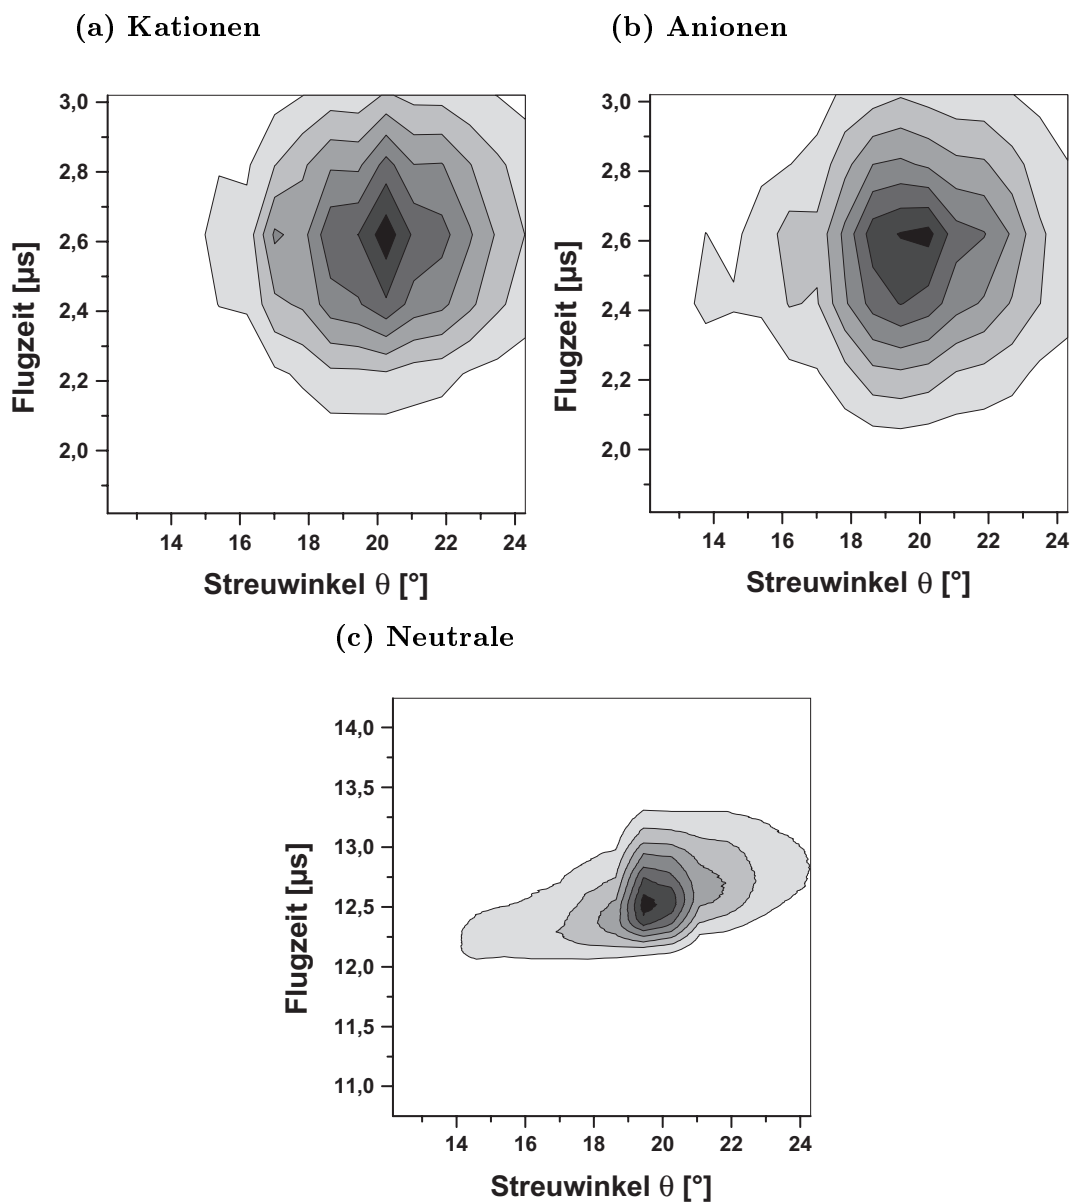 (a) Kationen
(b) Anionen
3,0
2,8
2,6
2,4
2,2
2,0
Flugzeit [µs]
14 16 18 20 22 24
Streuwinkel θ [°]
3,0
2,8
2,6
2,4
2,2
2,0
Flugzeit [µs]
14 16 18 20 22 24
Streuwinkel θ [°]
(c) Neutrale
14,0
13,5
13,0
12,5
12,0
11,5
11,0
Flugzeit [µs]
14 16 18 20 22 24
Streuwinkel θ [°]